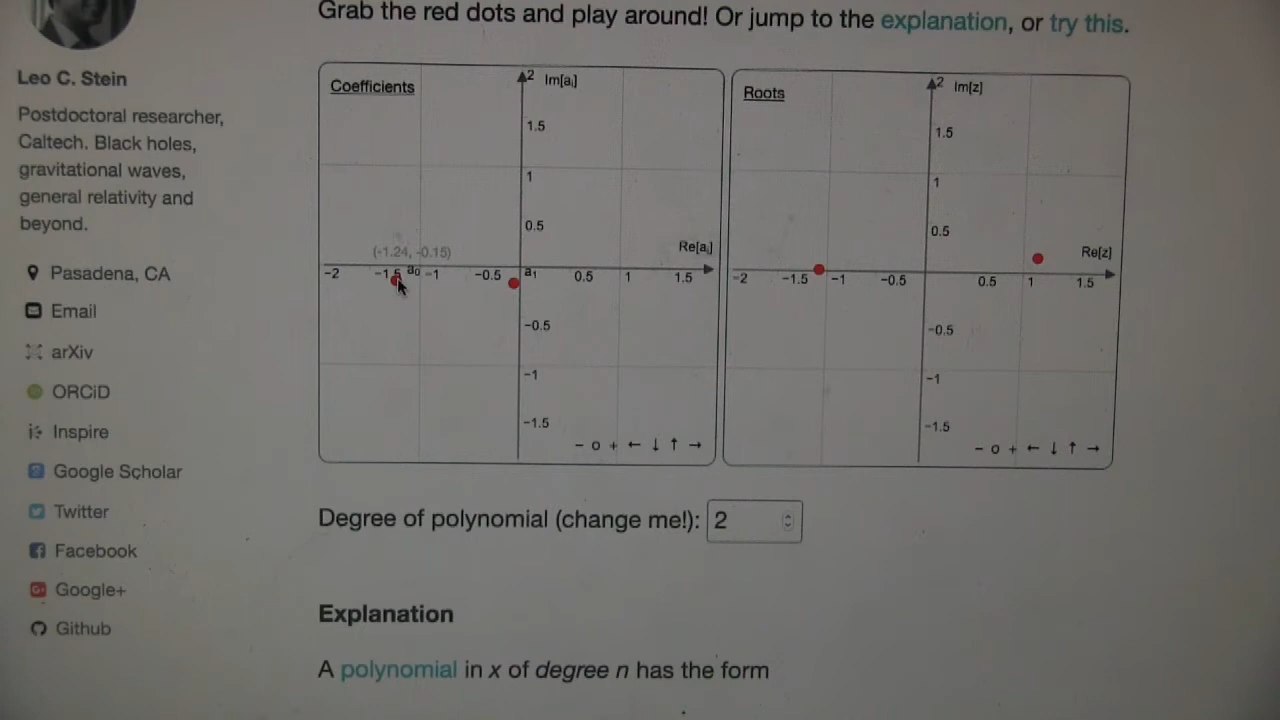 Grab the red dots and play around! Or jump to the explanation, or try this.
Leo C. Stein
Postdoctoral researcher,
Caltech. Black holes,
gravitational waves,
general relativity and
beyond.
Pasadena, CA
Email
arXiv
ORCiD
Inspire
Google Scholar
Twitter
Facebook
Google+
Github
Coefficients
2 Im[aᵢ]
1.5
1
0.5
(-1.24, -0.15)
Re[aᵢ]
−2 −1.5 a₀ −1 −0.5 a₁ 0.5 1 1.5
−0.5
−1
−1.5
− o + ← ↓ ↑ →
Roots
2 Im[z]
1.5
1
0.5
Re[z]
−2 −1.5 −1 −0.5 0.5 1 1.5
−0.5
−1
−1.5
− o + ← ↓ ↑ →
Degree of polynomial (change me!): 2
Explanation
A polynomial in x of degree n has the form